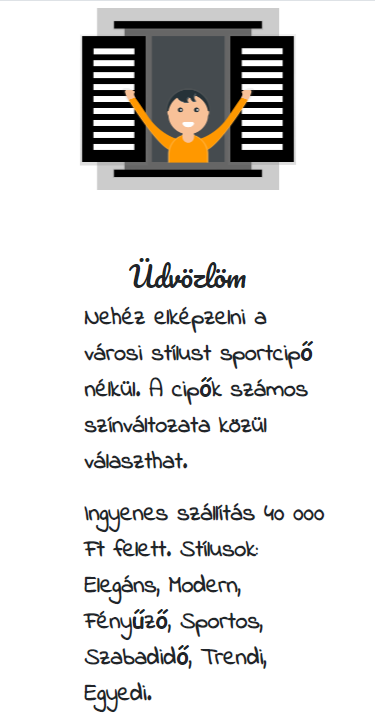 Üdvözlöm
Nehéz elképzelni a
városi stílust sportcipő
nélkül. A cipők számos
színváltozata közül
választhat.
Ingyenes szállítás 40 000
Ft felett. Stílusok:
Elegáns, Modern,
Fényűző, Sportos,
Szabadidő, Trendi,
Egyedi.